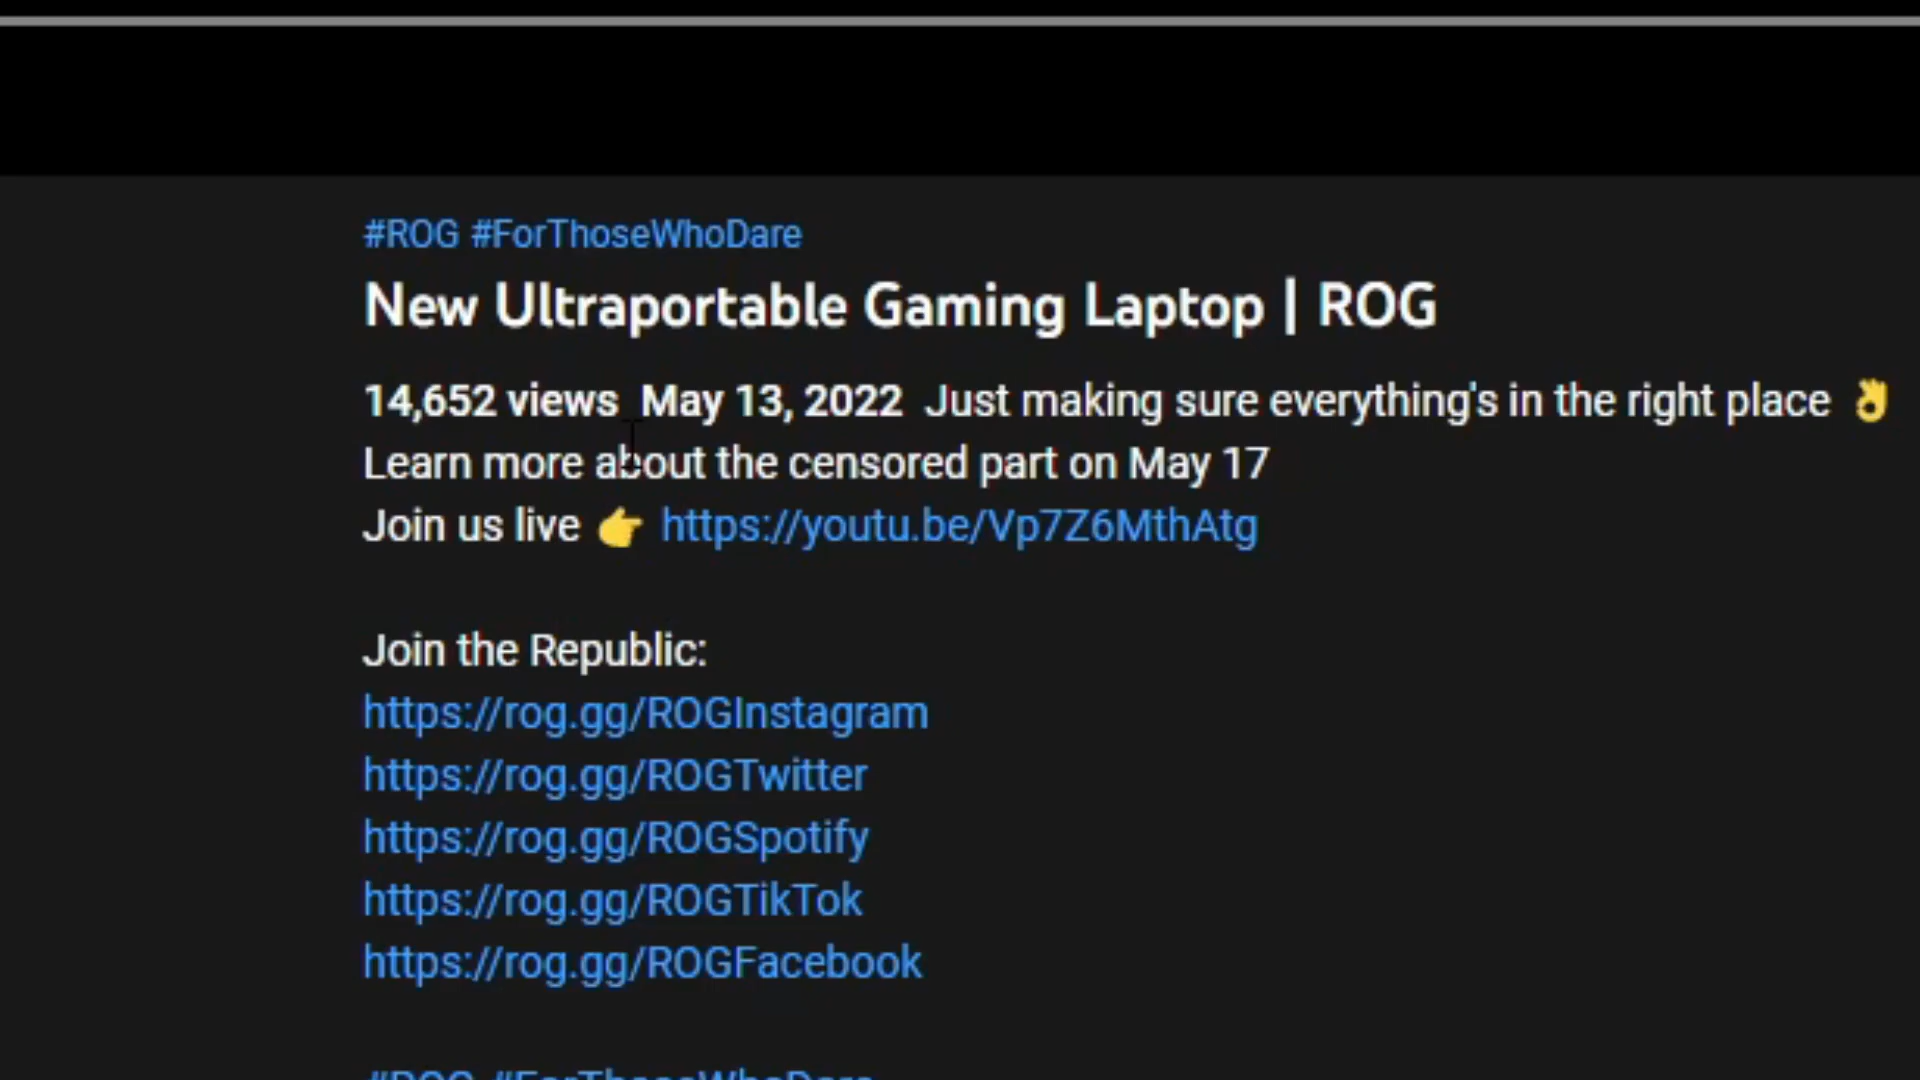 #ROG #ForThoseWhoDare
New Ultraportable Gaming Laptop | ROG
14,652 views  May 13, 2022  Just making sure everything's in the right place 👌
Learn more about the censored part on May 17
Join us live 👉 https://youtu.be/Vp7Z6MthAtg
Join the Republic:
https://rog.gg/ROGInstagram
https://rog.gg/ROGTwitter
https://rog.gg/ROGSpotify
https://rog.gg/ROGTikTok
https://rog.gg/ROGFacebook
#ROG #ForThoseWhoDare